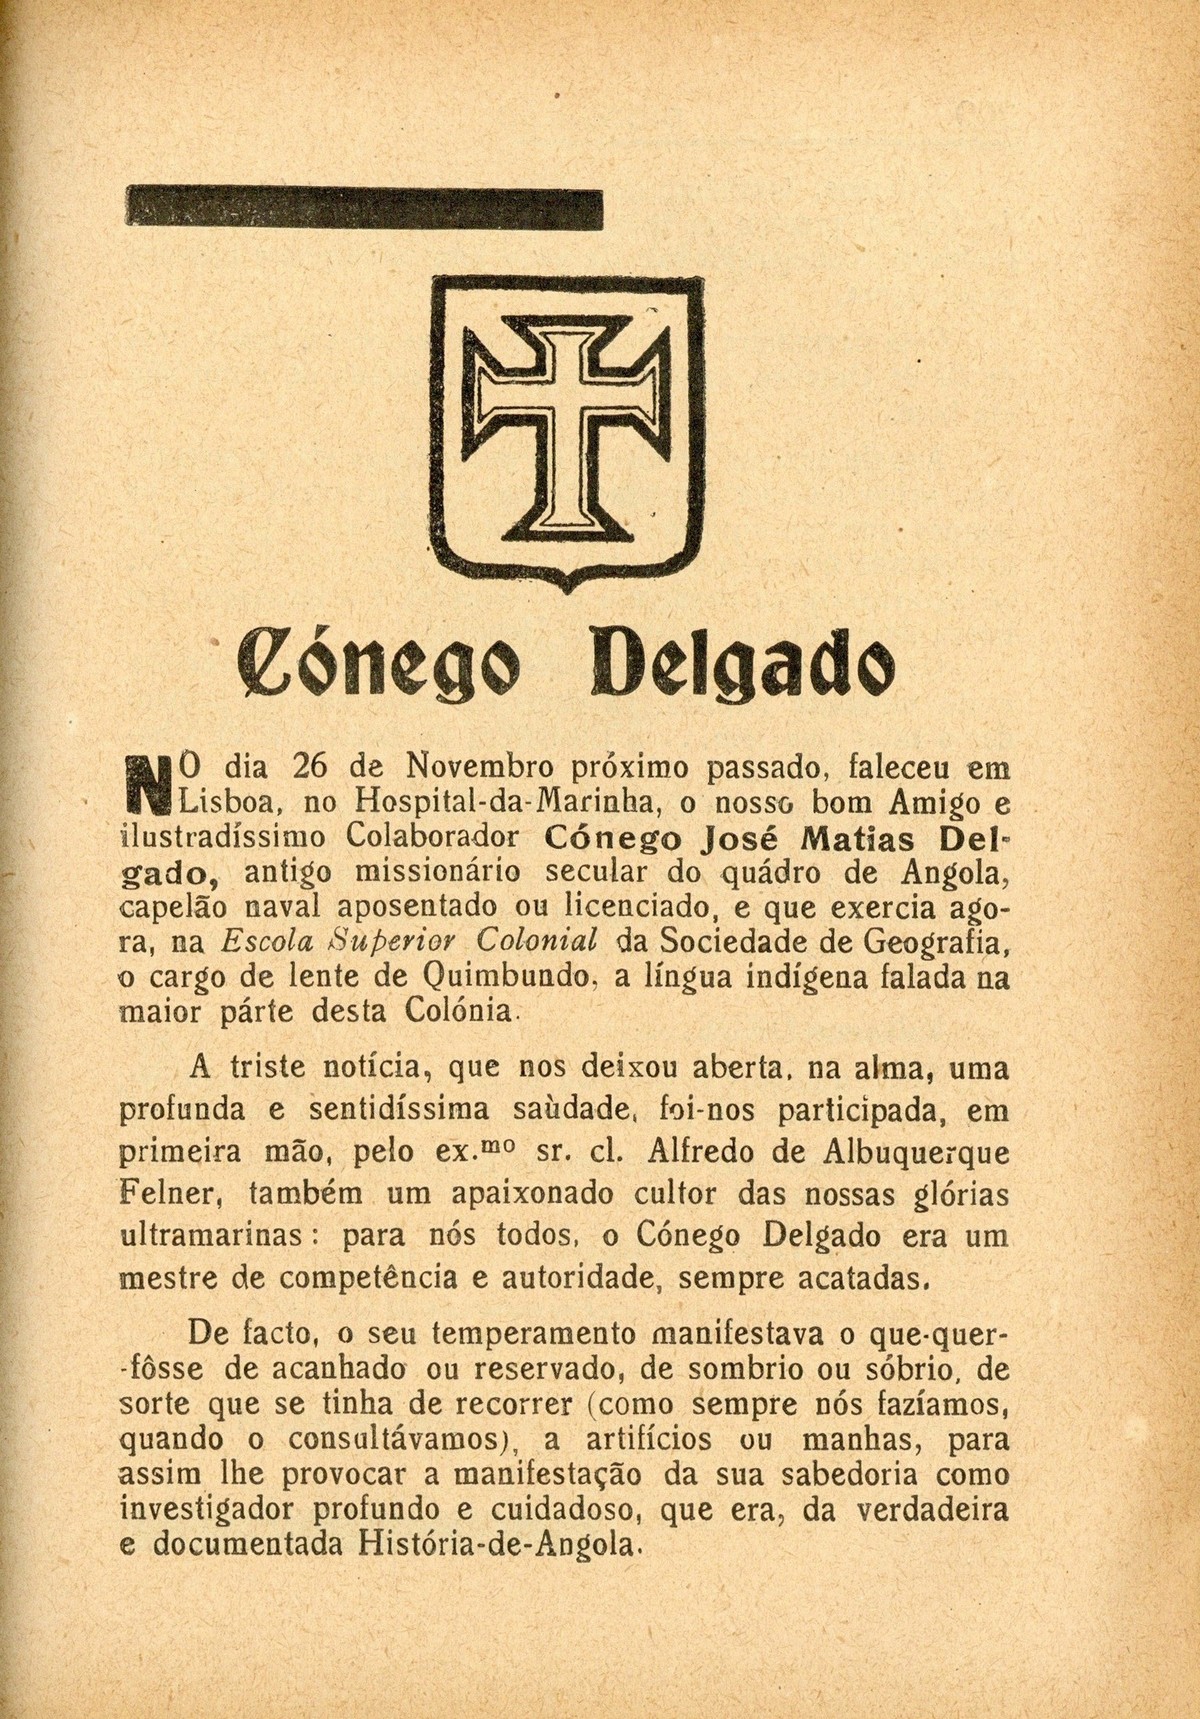 Cónego Delgado
NO dia 26 de Novembro próximo passado, faleceu em
Lisboa, no Hospital-da-Marinha, o nosso bom Amigo e
ilustradíssimo Colaborador Cónego José Matias Del-
gado, antigo missionário secular do quádro de Angola,
capelão naval aposentado ou licenciado, e que exercia ago-
ra, na Escola Superior Colonial da Sociedade de Geografia,
o cargo de lente de Quimbundo, a língua indígena falada na
maior párte desta Colónia.
A triste notícia, que nos deixou aberta, na alma, uma
profunda e sentidíssima saùdade, foi-nos participada, em
primeira mão, pelo ex.mo sr. cl. Alfredo de Albuquerque
Felner, também um apaixonado cultor das nossas glórias
ultramarinas : para nós todos, o Cónego Delgado era um
mestre de competência e autoridade, sempre acatadas.
De facto, o seu temperamento manifestava o que-quer-
-fôsse de acanhado ou reservado, de sombrio ou sóbrio, de
sorte que se tinha de recorrer (como sempre nós fazíamos,
quando o consultávamos), a artifícios ou manhas, para
assim lhe provocar a manifestação da sua sabedoria como
investigador profundo e cuidadoso, que era, da verdadeira
e documentada História-de-Angola.